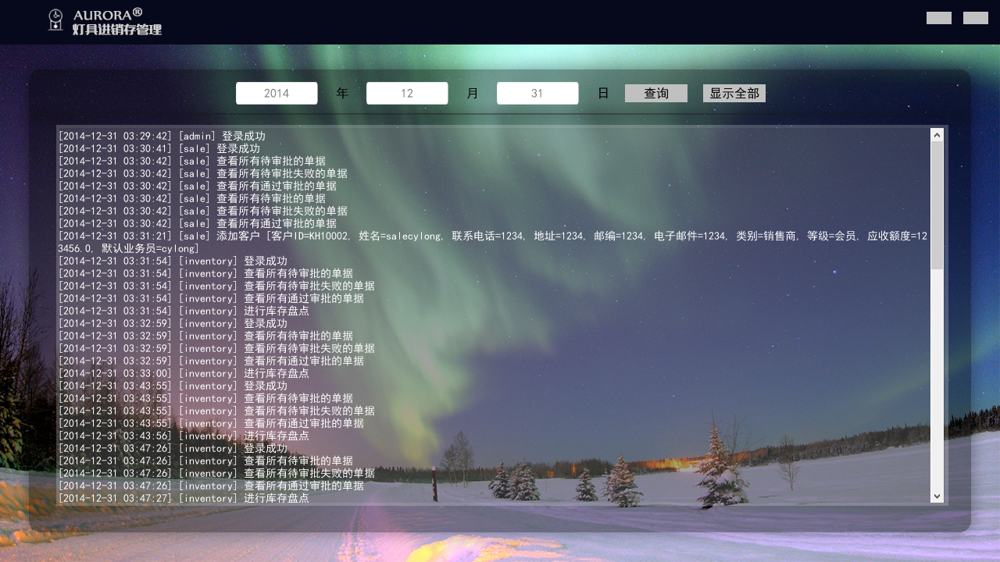 AURORA®
灯具进销存管理
2014 年 12 月 31 日 查询 显示全部
[2014-12-31 03:29:42] [admin] 登录成功
[2014-12-31 03:30:41] [sale] 登录成功
[2014-12-31 03:30:42] [sale] 查看所有待审批的单据
[2014-12-31 03:30:42] [sale] 查看所有待审批失败的单据
[2014-12-31 03:30:42] [sale] 查看所有通过审批的单据
[2014-12-31 03:30:42] [sale] 查看所有待审批的单据
[2014-12-31 03:30:42] [sale] 查看所有待审批失败的单据
[2014-12-31 03:30:42] [sale] 查看所有通过审批的单据
[2014-12-31 03:31:21] [sale] 添加客户 [客户ID=KH10002, 姓名=salecylong, 联系电话=1234, 地址=1234, 邮编=1234, 电子邮件=1234, 类别=销售商, 等级=会员, 应收额度=12
3456.0, 默认业务员=cylong]
[2014-12-31 03:31:54] [inventory] 登录成功
[2014-12-31 03:31:54] [inventory] 查看所有待审批的单据
[2014-12-31 03:31:54] [inventory] 查看所有待审批失败的单据
[2014-12-31 03:31:54] [inventory] 查看所有通过审批的单据
[2014-12-31 03:31:54] [inventory] 进行库存盘点
[2014-12-31 03:32:59] [inventory] 登录成功
[2014-12-31 03:32:59] [inventory] 查看所有待审批的单据
[2014-12-31 03:32:59] [inventory] 查看所有待审批失败的单据
[2014-12-31 03:32:59] [inventory] 查看所有通过审批的单据
[2014-12-31 03:33:00] [inventory] 进行库存盘点
[2014-12-31 03:43:55] [inventory] 登录成功
[2014-12-31 03:43:55] [inventory] 查看所有待审批的单据
[2014-12-31 03:43:55] [inventory] 查看所有待审批失败的单据
[2014-12-31 03:43:55] [inventory] 查看所有通过审批的单据
[2014-12-31 03:43:56] [inventory] 进行库存盘点
[2014-12-31 03:47:26] [inventory] 登录成功
[2014-12-31 03:47:26] [inventory] 查看所有待审批的单据
[2014-12-31 03:47:26] [inventory] 查看所有待审批失败的单据
[2014-12-31 03:47:26] [inventory] 查看所有通过审批的单据
[2014-12-31 03:47:27] [inventory] 进行库存盘点